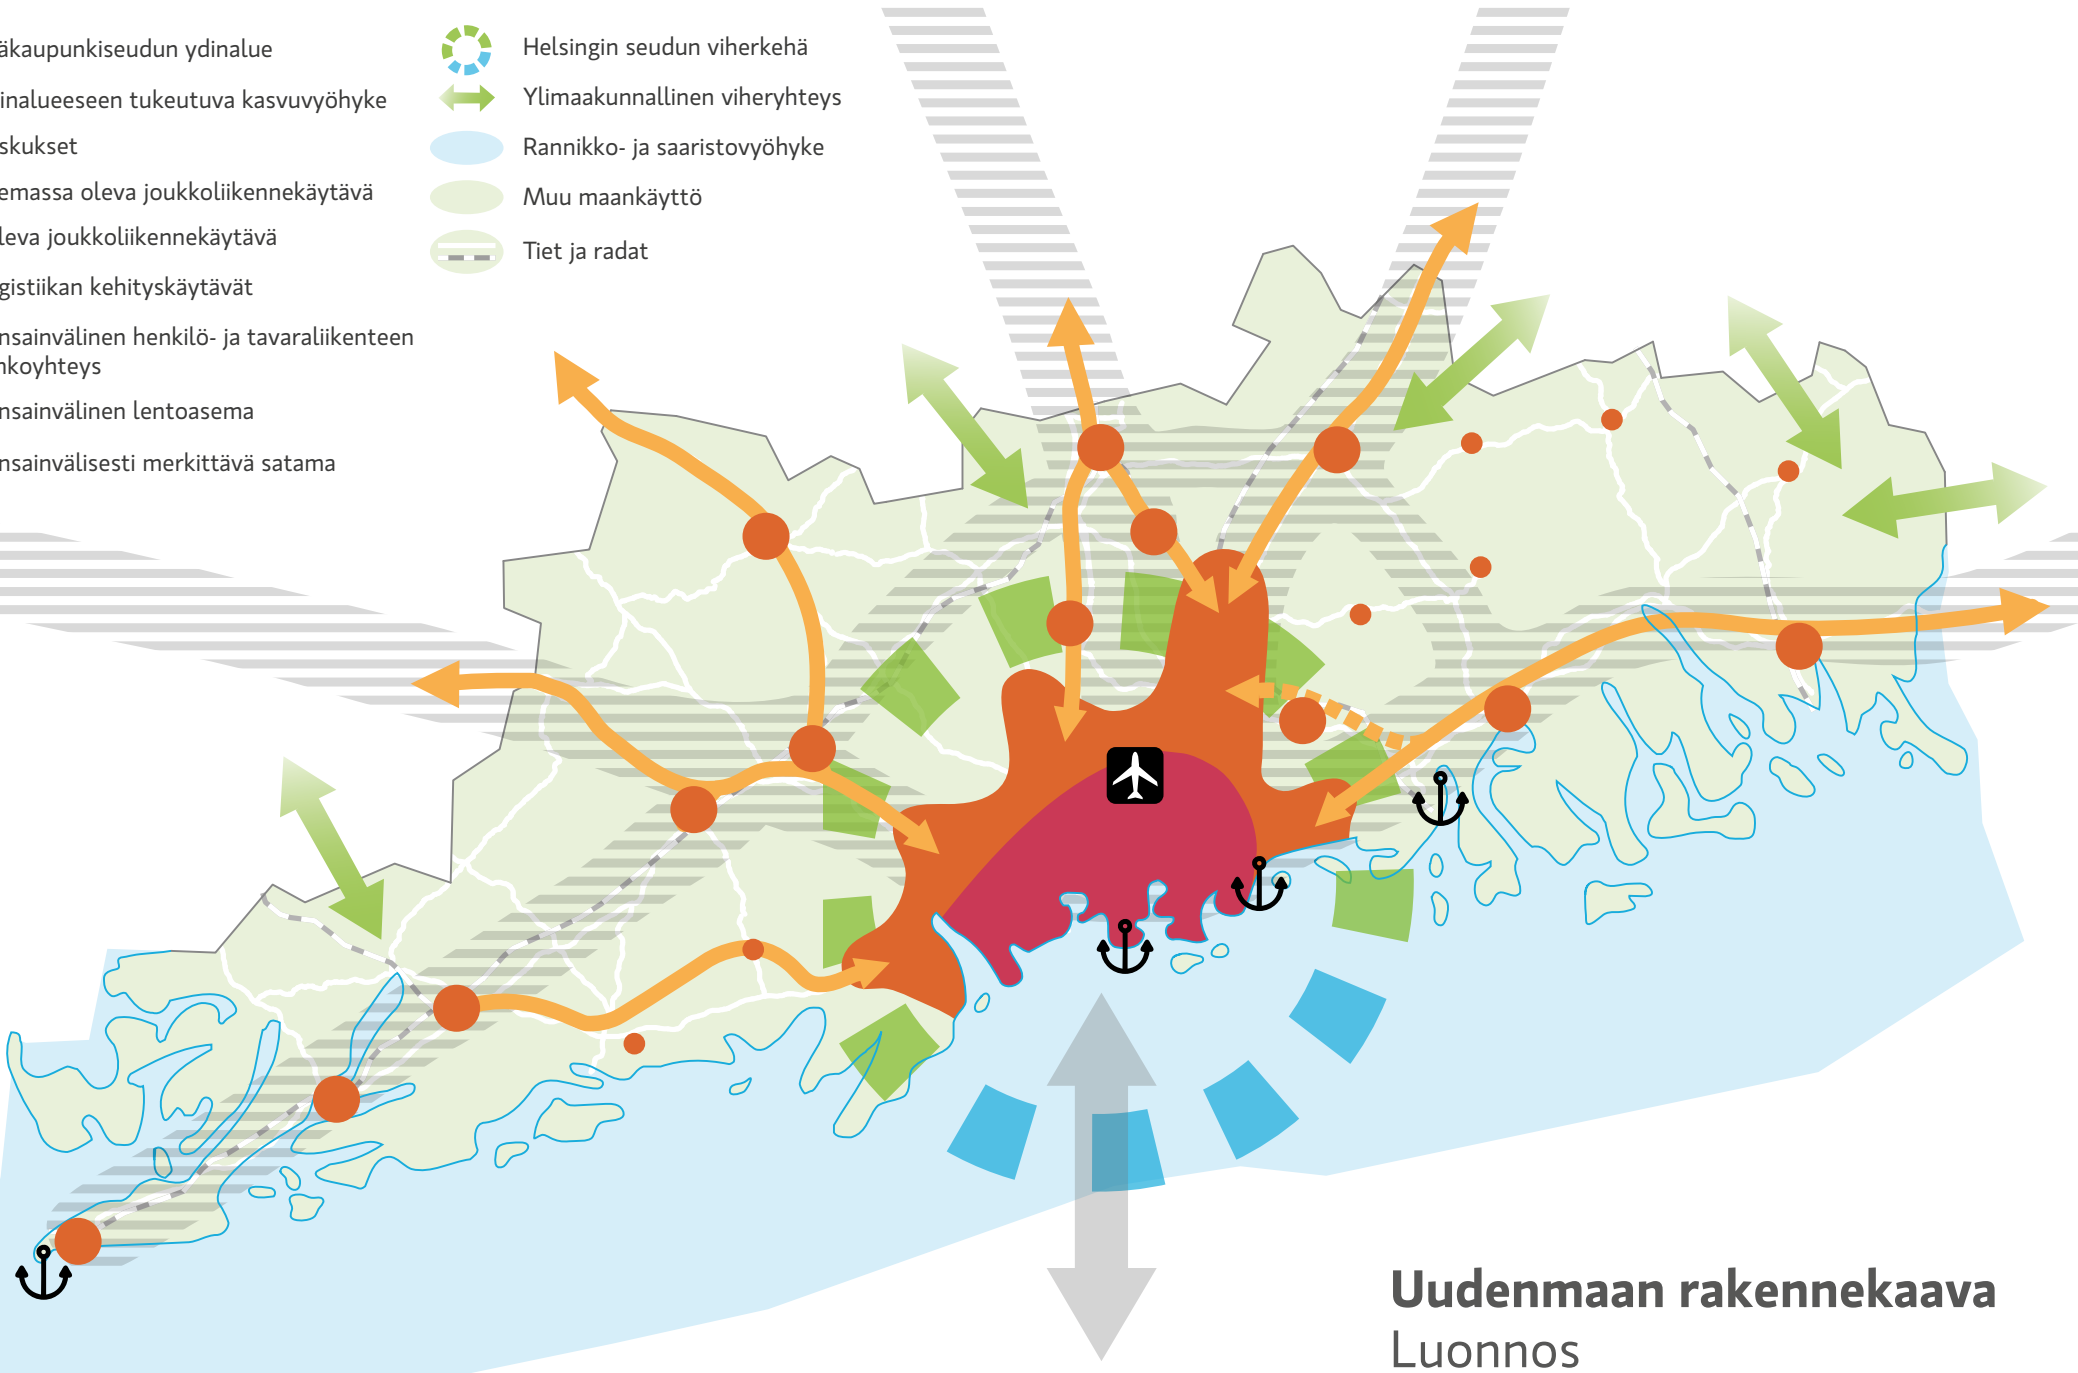 äkaupunkiseudun ydinalue
inalueeseen tukeutuva kasvuvyöhyke
skukset
emassa oleva joukkoliikennekäytävä
leva joukkoliikennekäytävä
gistiikan kehityskäytävät
nsainvälinen henkilö- ja tavaraliikenteen
nkoyhteys
nsainvälinen lentoasema
nsainvälisesti merkittävä satama
Helsingin seudun viherkehä
Ylimaakunnallinen viheryhteys
Rannikko- ja saaristovyöhyke
Muu maankäyttö
Tiet ja radat
Uudenmaan rakennekaava
Luonnos